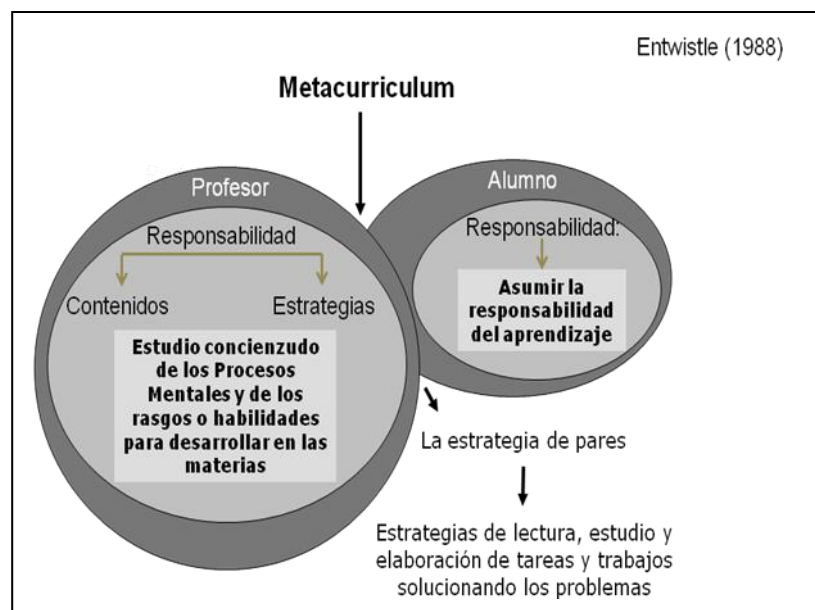 Entwistle (1988)
Metacurriculum
Profesor
Responsabilidad
Contenidos
Estrategias
Estudio concienzudo
de los Procesos
Mentales y de los
rasgos o habilidades
para desarrollar en las
materias
Alumno
Responsabilidad:
Asumir la
responsabilidad
del aprendizaje
La estrategia de pares
Estrategias de lectura, estudio y
elaboración de tareas y trabajos
solucionando los problemas